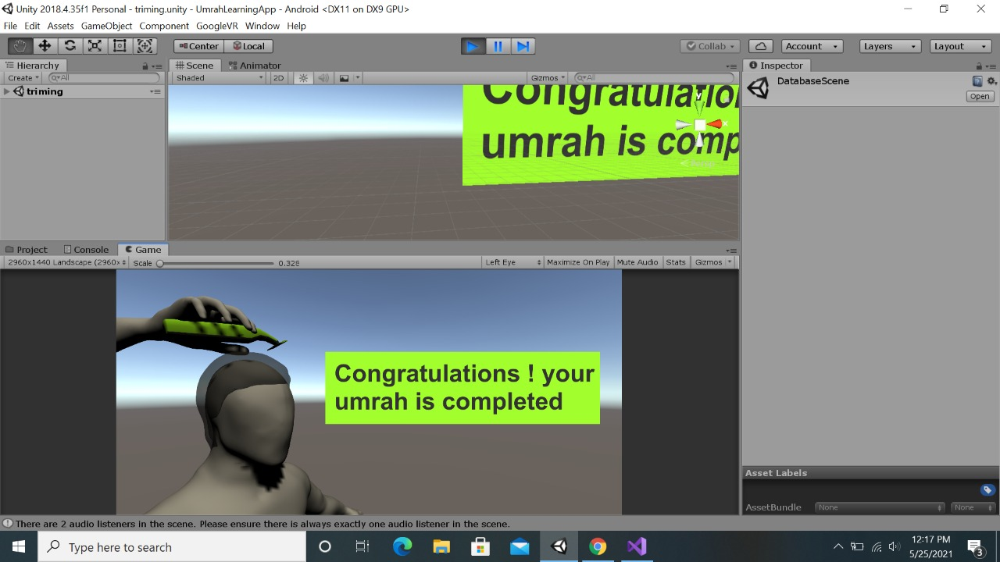 Unity 2018.4.35f1 Personal - triming.unity - UmrahLearningApp - Android <DX11 on DX9 GPU>
File Edit Assets GameObject Component GoogleVR Window Help
Center Local Collab Account Layers Layout
Hierarchy
Create All
triming
Scene Animator
Shaded 2D Gizmos All
Congratulation
umrah is comp
Persp
Inspector
DatabaseScene
Open
Project Console Game
2960x1440 Landscape (2960x Scale 0.328 Left Eye Maximize On Play Mute Audio Stats Gizmos
Congratulations ! your
umrah is completed
Asset Labels
AssetBundle None None
There are 2 audio listeners in the scene. Please ensure there is always exactly one audio listener in the scene.
Type here to search
12:17 PM
5/25/2021
3